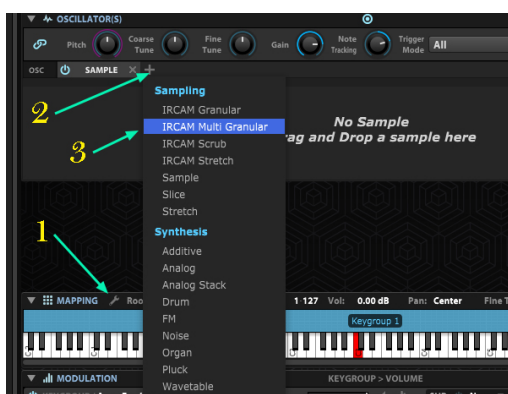 OSCILLATOR(S)
Pitch Coarse Tune Fine Tune Gain Note Tracking Trigger Mode All
OSC SAMPLE × +
2
3
1
Sampling
IRCAM Granular
IRCAM Multi Granular
IRCAM Scrub
IRCAM Stretch
Sample
Slice
Stretch
Synthesis
Additive
Analog
Analog Stack
Drum
FM
Noise
Organ
Pluck
Wavetable
No Sample
ag and Drop a sample here
MAPPING Roo 1 127 Vol: 0.00 dB Pan: Center Fine T
Keygroup 1
MODULATION KEYGROUP > VOLUME